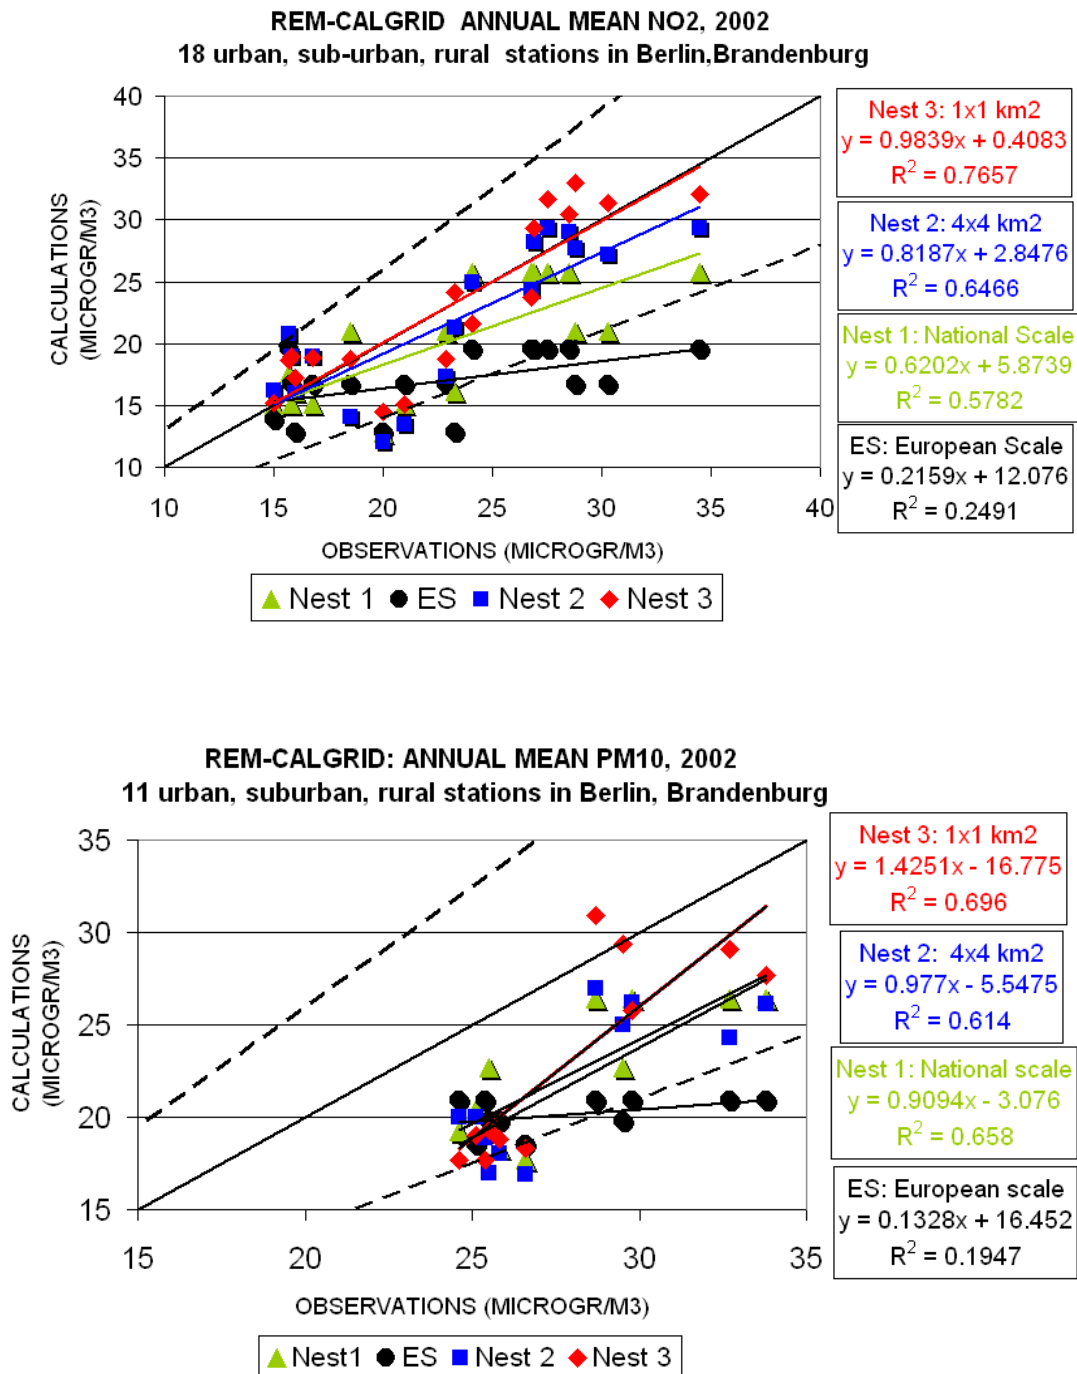 REM-CALGRID ANNUAL MEAN NO2, 2002
18 urban, sub-urban, rural stations in Berlin,Brandenburg
CALCULATIONS
(MICROGR/M3)
40
35
30
25
20
15
10
10 15 20 25 30 35 40
OBSERVATIONS (MICROGR/M3)
Nest 1 ES Nest 2 Nest 3
Nest 3: 1x1 km2
y = 0.9839x + 0.4083
R² = 0.7657
Nest 2: 4x4 km2
y = 0.8187x + 2.8476
R² = 0.6466
Nest 1: National Scale
y = 0.6202x + 5.8739
R² = 0.5782
ES: European Scale
y = 0.2159x + 12.076
R² = 0.2491
REM-CALGRID: ANNUAL MEAN PM10, 2002
11 urban, suburban, rural stations in Berlin, Brandenburg
CALCULATIONS
(MICROGR/M3)
35
30
25
20
15
15 20 25 30 35
OBSERVATIONS (MICROGR/M3)
Nest1 ES Nest 2 Nest 3
Nest 3: 1x1 km2
y = 1.4251x - 16.775
R² = 0.696
Nest 2: 4x4 km2
y = 0.977x - 5.5475
R² = 0.614
Nest 1: National scale
y = 0.9094x - 3.076
R² = 0.658
ES: European scale
y = 0.1328x + 16.452
R² = 0.1947